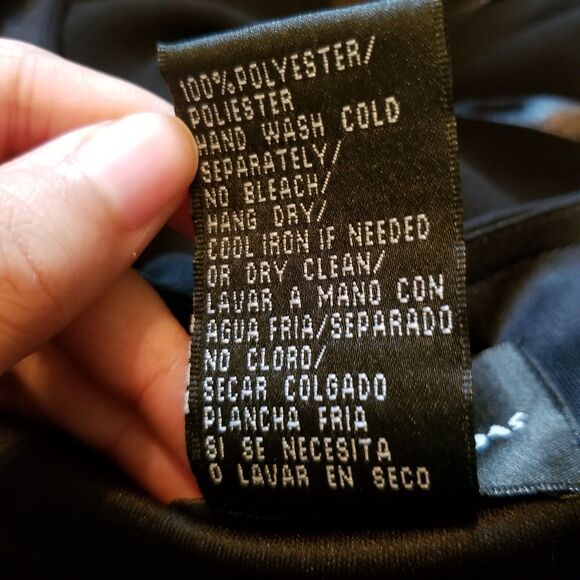 100% POLYESTER/
POLIESTER
HAND WASH COLD
SEPARATELY/
NO BLEACH/
HANG DRY/
COOL IRON IF NEEDED
OR DRY CLEAN/
LAVAR A MANO CON
AGUA FRIA/SEPARADO
NO CLORO/
SECAR COLGADO
PLANCHA FRIA
SI SE NECESITA
O LAVAR EN SECO